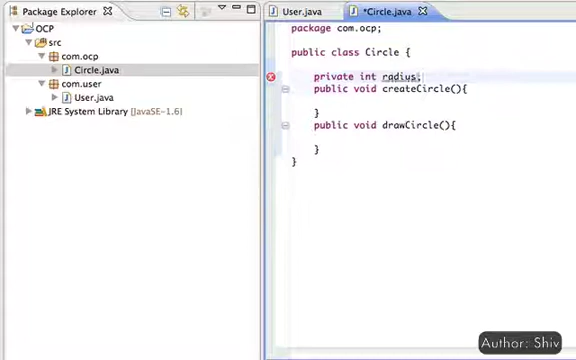 Package Explorer
OCP
src
com.ocp
Circle.java
com.user
User.java
JRE System Library [JavaSE-1.6]
User.java
*Circle.java
package com.ocp;
public class Circle {
private int radius.
public void createCircle(){
}
public void drawCircle(){
}
}
Author: Shiv